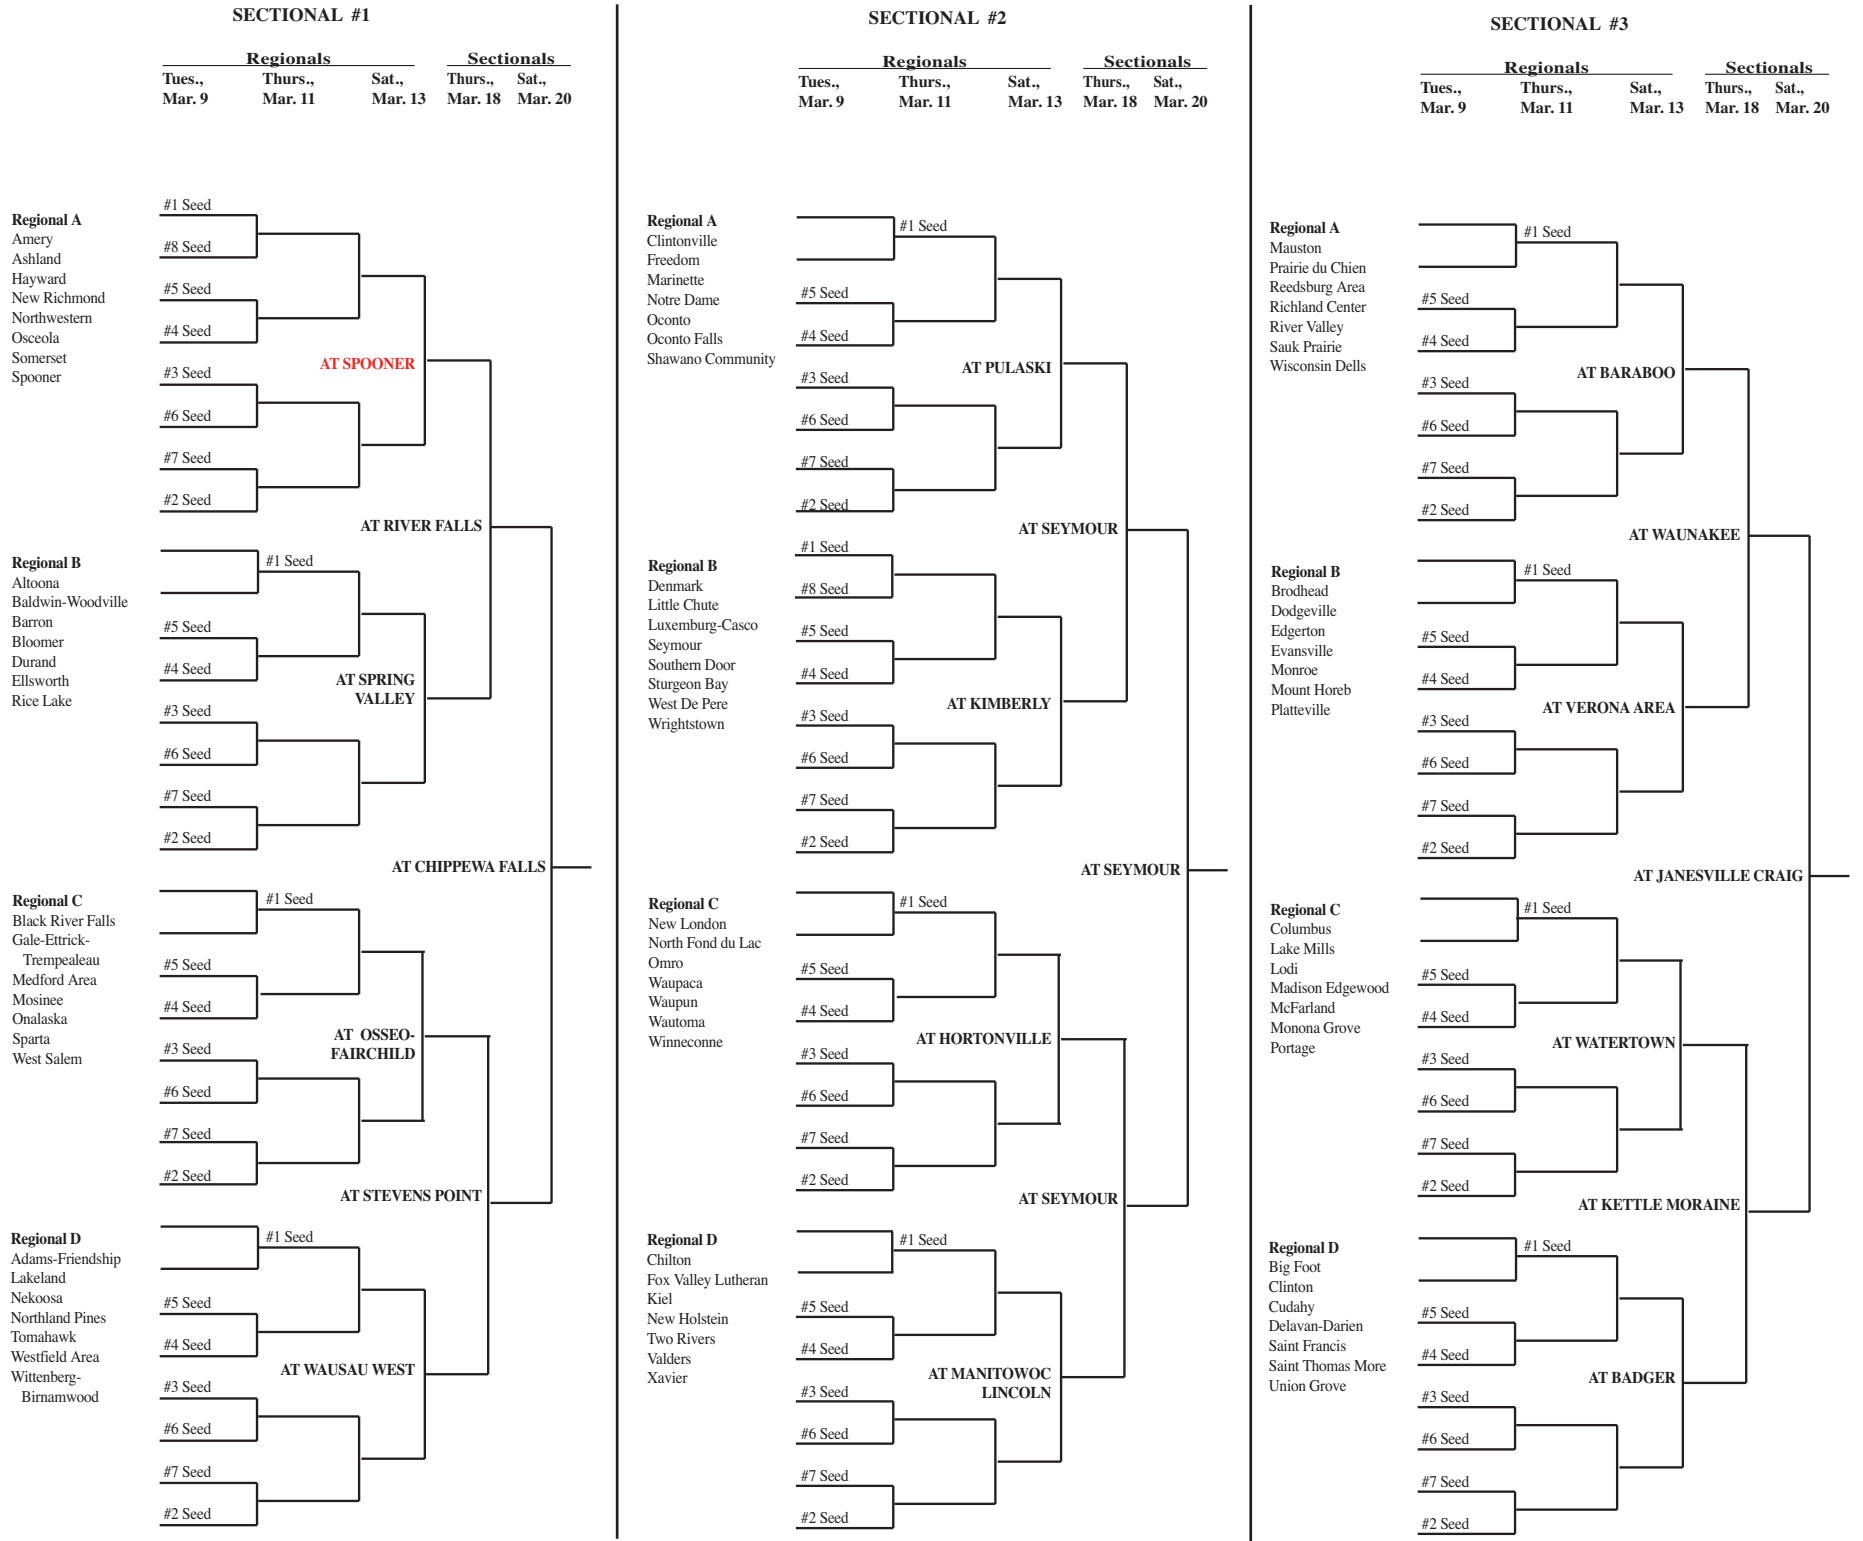 SECTIONAL #1
Regionals
Sectionals
Tues.,
Mar. 9
Thurs.,
Mar. 11
Sat.,
Mar. 13
Thurs.,
Mar. 18
Sat.,
Mar. 20
Regional A
Amery
Ashland
Hayward
New Richmond
Northwestern
Osceola
Somerset
Spooner
#1 Seed
#8 Seed
#5 Seed
#4 Seed
AT SPOONER
#3 Seed
#6 Seed
#7 Seed
#2 Seed
AT RIVER FALLS
Regional B
Altoona
Baldwin-Woodville
Barron
Bloomer
Durand
Ellsworth
Rice Lake
#1 Seed
#5 Seed
#4 Seed
AT SPRING
VALLEY
#3 Seed
#6 Seed
#7 Seed
#2 Seed
AT CHIPPEWA FALLS
Regional C
Black River Falls
Gale-Ettrick-
Trempealeau
Medford Area
Mosinee
Onalaska
Sparta
West Salem
#1 Seed
#5 Seed
#4 Seed
AT OSSEO-
FAIRCHILD
#3 Seed
#6 Seed
#7 Seed
#2 Seed
AT STEVENS POINT
Regional D
Adams-Friendship
Lakeland
Nekoosa
Northland Pines
Tomahawk
Westfield Area
Wittenberg-
Birnamwood
#1 Seed
#5 Seed
#4 Seed
AT WAUSAU WEST
#3 Seed
#6 Seed
#7 Seed
#2 Seed
SECTIONAL #2
Regionals
Sectionals
Tues.,
Mar. 9
Thurs.,
Mar. 11
Sat.,
Mar. 13
Thurs.,
Mar. 18
Sat.,
Mar. 20
Regional A
Clintonville
Freedom
Marinette
Notre Dame
Oconto
Oconto Falls
Shawano Community
#1 Seed
#5 Seed
#4 Seed
AT PULASKI
#3 Seed
#6 Seed
#7 Seed
#2 Seed
AT SEYMOUR
Regional B
Denmark
Little Chute
Luxemburg-Casco
Seymour
Southern Door
Sturgeon Bay
West De Pere
Wrightstown
#1 Seed
#8 Seed
#5 Seed
#4 Seed
AT KIMBERLY
#3 Seed
#6 Seed
#7 Seed
#2 Seed
AT SEYMOUR
Regional C
New London
North Fond du Lac
Omro
Waupaca
Waupun
Wautoma
Winneconne
#1 Seed
#5 Seed
#4 Seed
AT HORTONVILLE
#3 Seed
#6 Seed
#7 Seed
#2 Seed
AT SEYMOUR
Regional D
Chilton
Fox Valley Lutheran
Kiel
New Holstein
Two Rivers
Valders
Xavier
#1 Seed
#5 Seed
#4 Seed
AT MANITOWOC
LINCOLN
#3 Seed
#6 Seed
#7 Seed
#2 Seed
SECTIONAL #3
Regionals
Sectionals
Tues.,
Mar. 9
Thurs.,
Mar. 11
Sat.,
Mar. 13
Thurs.,
Mar. 18
Sat.,
Mar. 20
Regional A
Mauston
Prairie du Chien
Reedsburg Area
Richland Center
River Valley
Sauk Prairie
Wisconsin Dells
#1 Seed
#5 Seed
#4 Seed
AT BARABOO
#3 Seed
#6 Seed
#7 Seed
#2 Seed
AT WAUNAKEE
Regional B
Brodhead
Dodgeville
Edgerton
Evansville
Monroe
Mount Horeb
Platteville
#1 Seed
#5 Seed
#4 Seed
AT VERONA AREA
#3 Seed
#6 Seed
#7 Seed
#2 Seed
AT JANESVILLE CRAIG
Regional C
Columbus
Lake Mills
Lodi
Madison Edgewood
McFarland
Monona Grove
Portage
#1 Seed
#5 Seed
#4 Seed
AT WATERTOWN
#3 Seed
#6 Seed
#7 Seed
#2 Seed
AT KETTLE MORAINE
Regional D
Big Foot
Clinton
Cudahy
Delavan-Darien
Saint Francis
Saint Thomas More
Union Grove
#1 Seed
#5 Seed
#4 Seed
AT BADGER
#3 Seed
#6 Seed
#7 Seed
#2 Seed